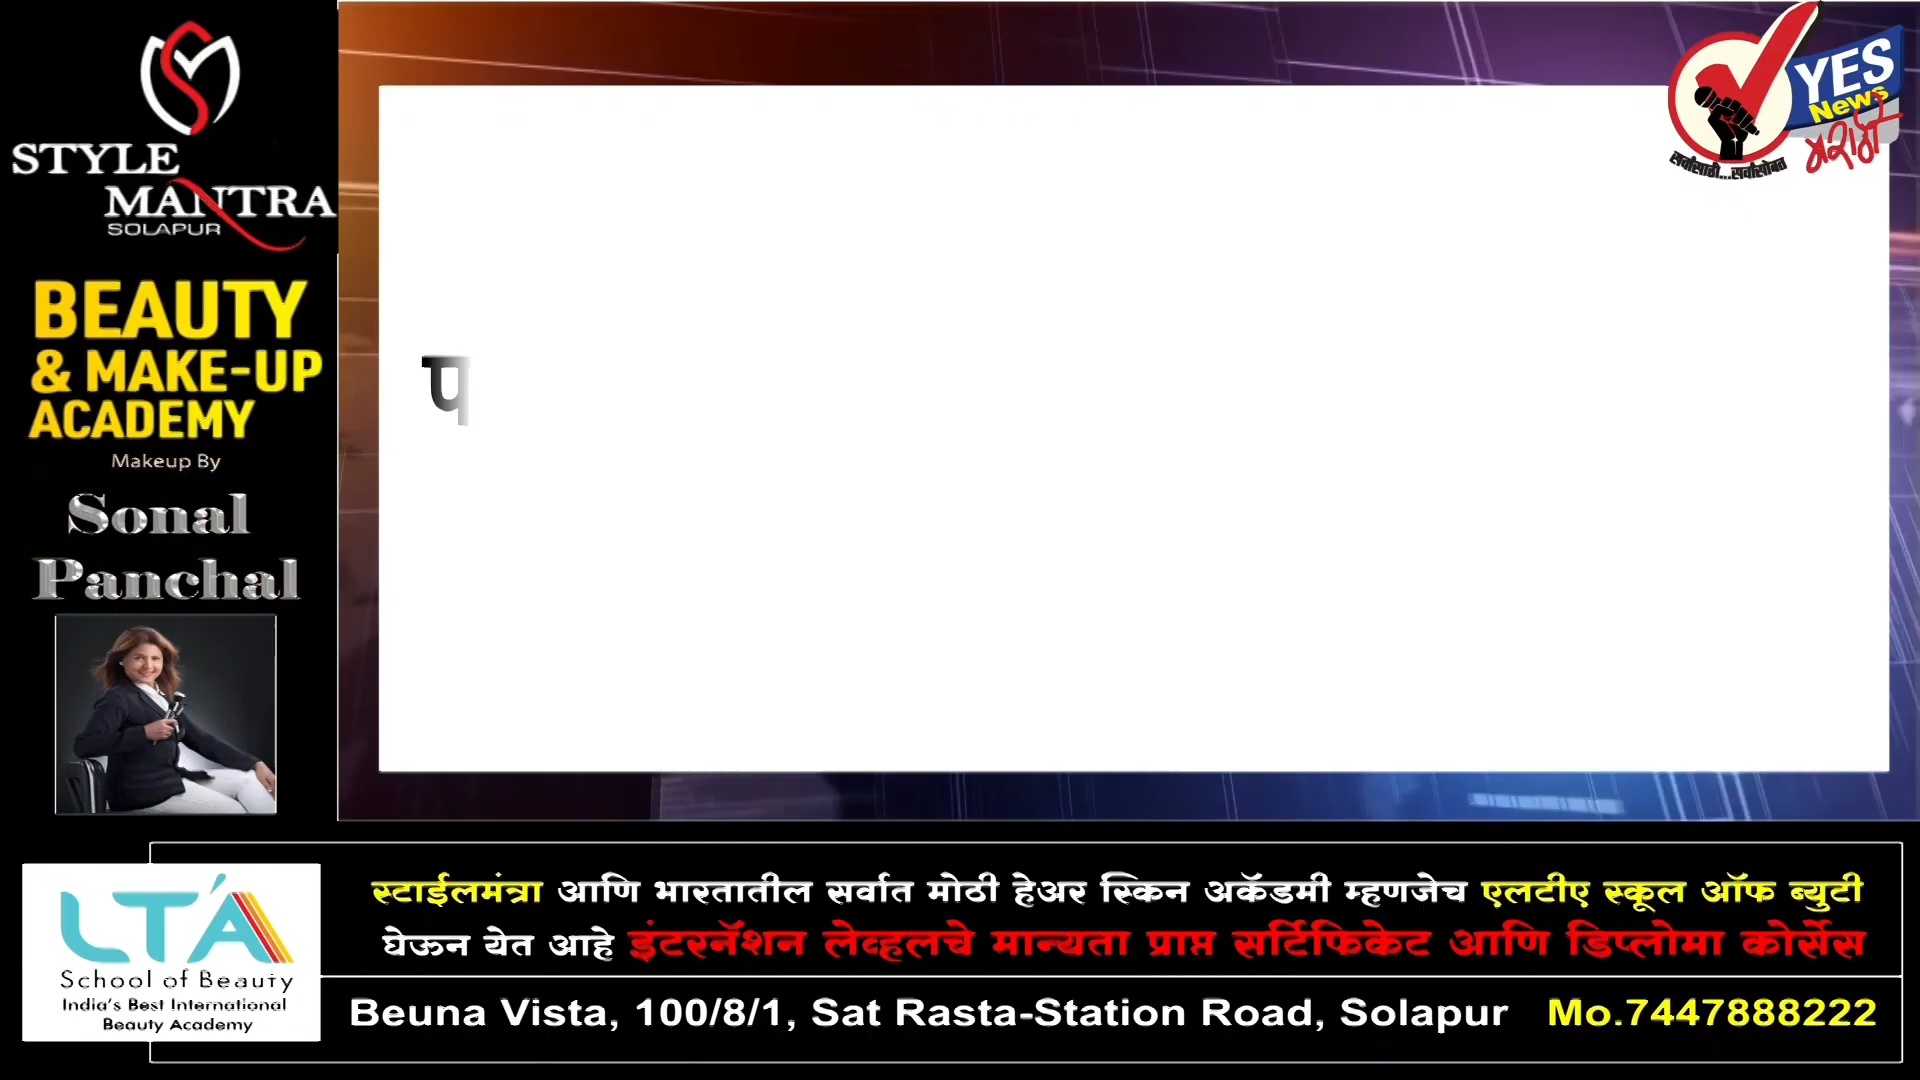 STYLE
MANTRA
SOLAPUR
BEAUTY
& MAKE-UP
ACADEMY
Makeup By
Sonal
Panchal
प
YES
News
मराठी
सर्वांसाठी...सर्वांसोबत
LTA
School of Beauty
India's Best International
Beauty Academy
स्टाईलमंत्रा आणि भारतातील सर्वात मोठी हेअर स्किन अकॅडमी म्हणजेच एलटीए स्कूल ऑफ ब्युटी
घेऊन येत आहे इंटरनॅशन लेव्हलचे मान्यता प्राप्त सर्टिफिकेट आणि डिप्लोमा कोर्सेस
Beuna Vista, 100/8/1, Sat Rasta-Station Road, Solapur Mo.7447888222